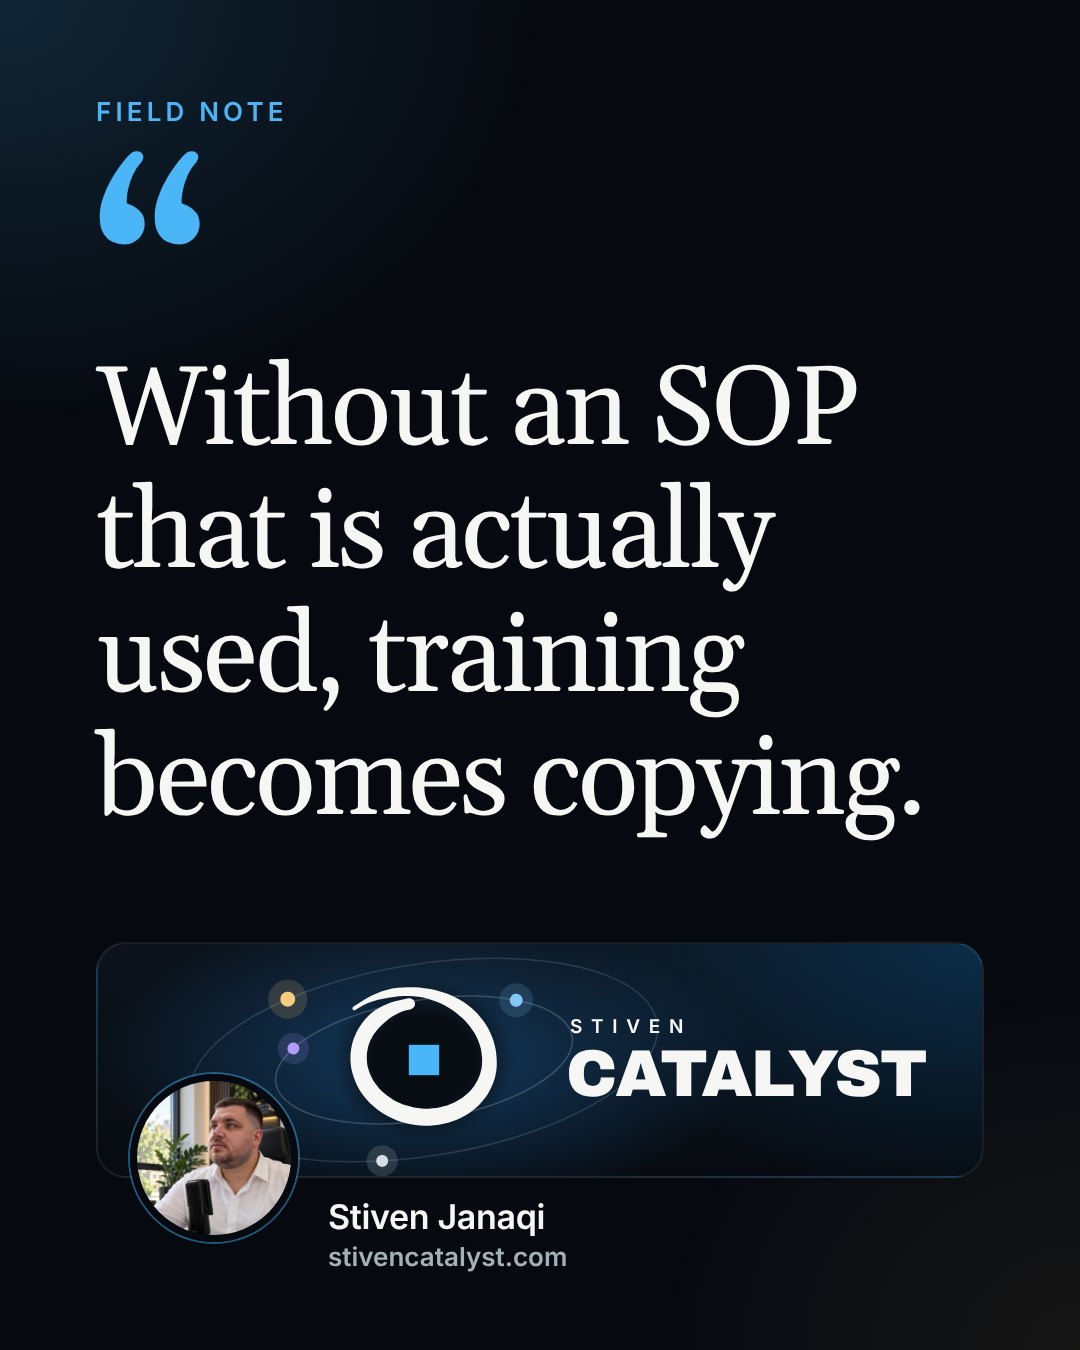 FIELD NOTE
“
Without an SOP
that is actually
used, training
becomes copying.
STIVEN
CATALYST
Stiven Janaqi
stivencatalyst.com